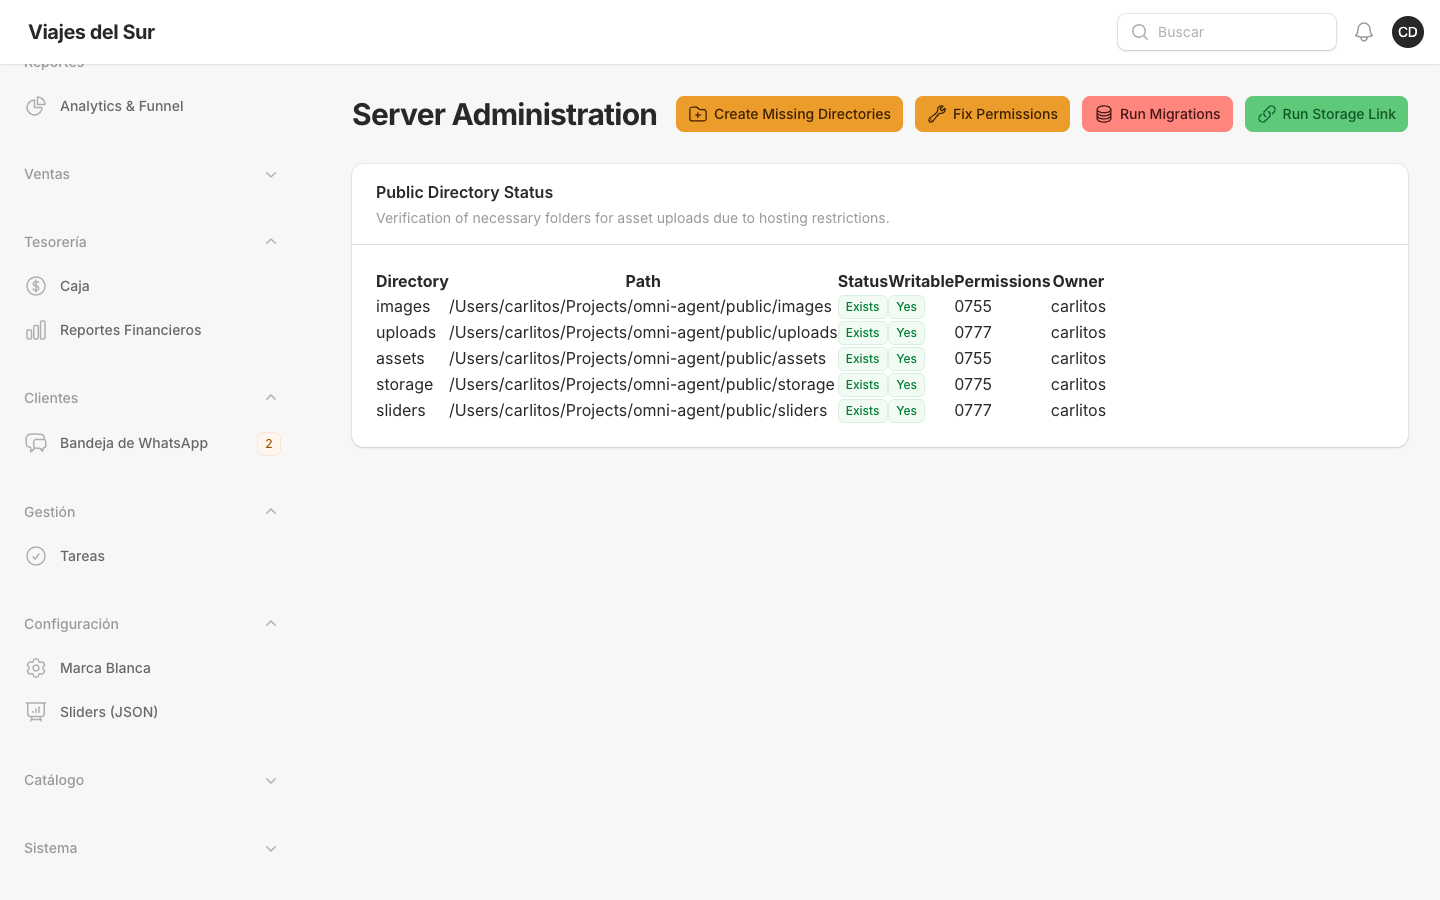 Viajes del Sur
Buscar
CD
Reportes
Analytics & Funnel
Ventas
Tesorería
Caja
Reportes Financieros
Clientes
Bandeja de WhatsApp
2
Gestión
Tareas
Configuración
Marca Blanca
Sliders (JSON)
Catálogo
Sistema
Server Administration
Create Missing Directories
Fix Permissions
Run Migrations
Run Storage Link
Public Directory Status
Verification of necessary folders for asset uploads due to hosting restrictions.
Directory Path Status Writable Permissions Owner
images /Users/carlitos/Projects/omni-agent/public/images Exists Yes 0755 carlitos
uploads /Users/carlitos/Projects/omni-agent/public/uploads Exists Yes 0777 carlitos
assets /Users/carlitos/Projects/omni-agent/public/assets Exists Yes 0755 carlitos
storage /Users/carlitos/Projects/omni-agent/public/storage Exists Yes 0775 carlitos
sliders /Users/carlitos/Projects/omni-agent/public/sliders Exists Yes 0777 carlitos